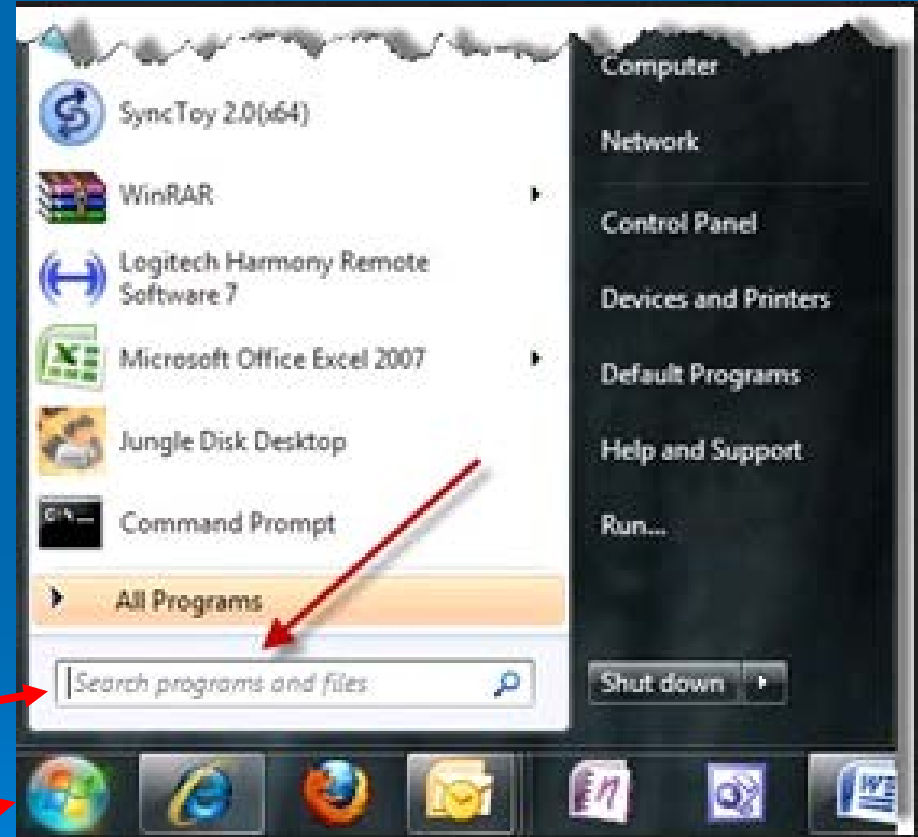 SyncToy 2.0(x64)
WinRAR
Logitech Harmony Remote
Software 7
Microsoft Office Excel 2007
Jungle Disk Desktop
Command Prompt
All Programs
Search programs and files
Computer
Network
Control Panel
Devices and Printers
Default Programs
Help and Support
Run...
Shut down